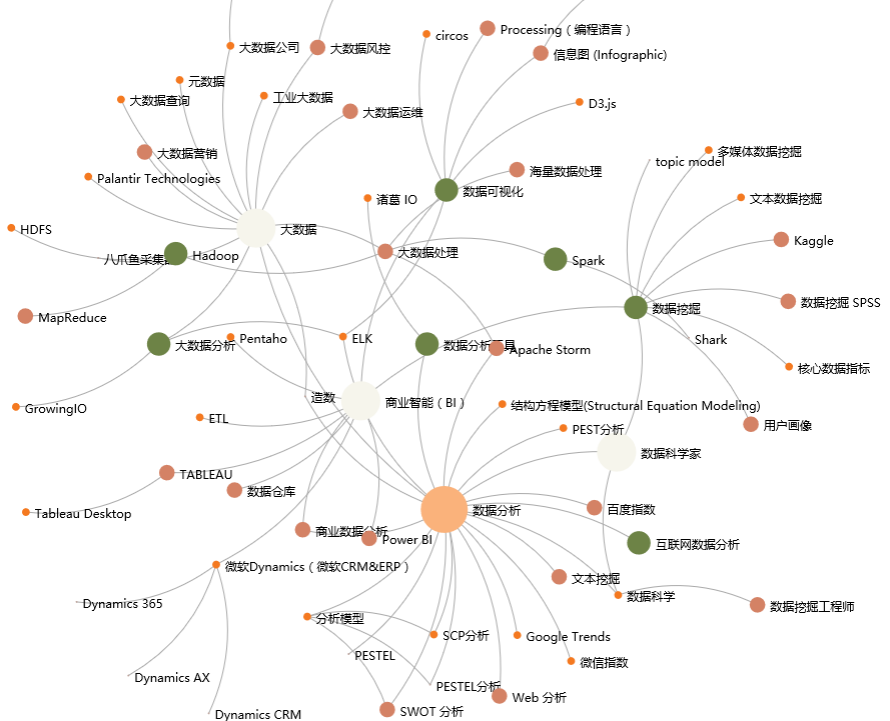 circos
Processing（编程语言）
大数据公司
大数据风控
信息图 (Infographic)
元数据
大数据查询
工业大数据
D3.js
大数据运维
大数据营销
topic model
多媒体数据挖掘
Palantir Technologies
海量数据处理
数据可视化
诸葛 IO
文本数据挖掘
HDFS
大数据
Kaggle
八爪鱼采集
Hadoop
大数据处理
Spark
数据挖掘 SPSS
数据挖掘
MapReduce
Pentaho
ELK
Shark
大数据分析
数据分析工具
Apache Storm
核心数据指标
造数
商业智能（BI）
GrowingIO
结构方程模型(Structural Equation Modeling)
ETL
PEST分析
用户画像
数据科学家
TABLEAU
数据仓库
Tableau Desktop
数据分析
百度指数
商业数据分析
Power BI
互联网数据分析
微软Dynamics（微软CRM&ERP）
文本挖掘
Dynamics 365
数据科学
数据挖掘工程师
分析模型
SCP分析
Google Trends
PESTEL
微信指数
Dynamics AX
PESTEL分析
Web 分析
Dynamics CRM
SWOT 分析